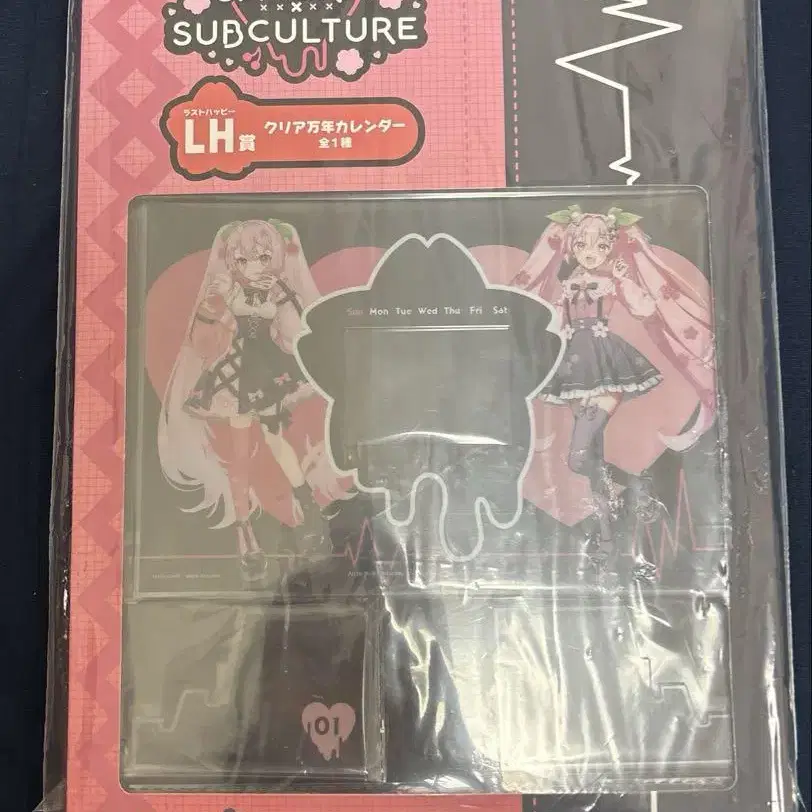 ×××××
SUBCULTURE
ラストハッピー
LH賞
クリア万年カレンダー
全1種
Sun Mon Tue Wed Thu Fri Sat
01